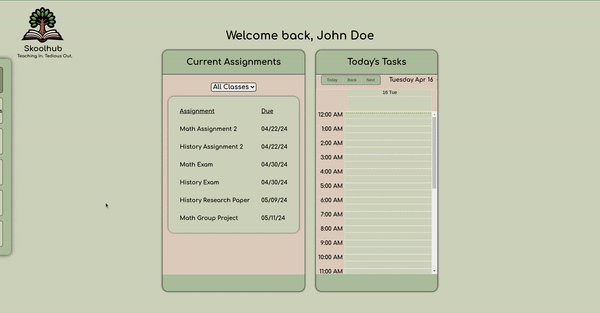 Skoolhub
Teaching In. Tedious Out.
Welcome back, John Doe
Current Assignments
All Classes
Assignment Due
Math Assignment 2 04/22/24
History Assignment 2 04/22/24
Math Exam 04/30/24
History Exam 04/30/24
History Research Paper 05/09/24
Math Group Project 05/11/24
Today's Tasks
Today Back Next Tuesday Apr 16
16 Tue
12:00 AM
1:00 AM
2:00 AM
3:00 AM
4:00 AM
5:00 AM
6:00 AM
7:00 AM
8:00 AM
9:00 AM
10:00 AM
11:00 AM